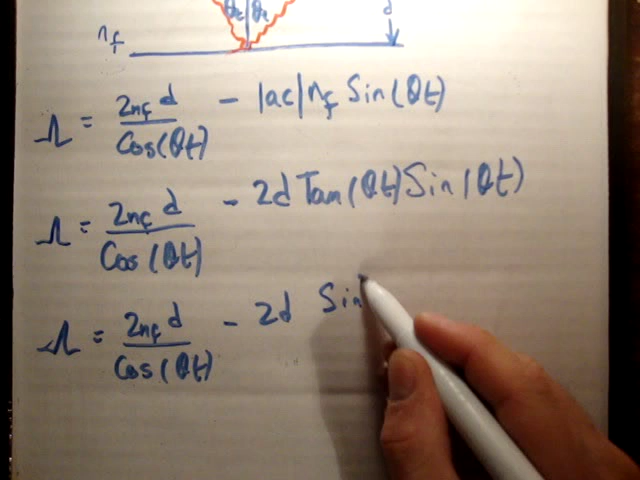 θt θt d
nf
Λ = 2nf d / Cos(θt) - |ac|nf Sin(θt)
Λ = 2nf d / Cos(θt) - 2d Tan(θt)Sin(θt)
Λ = 2nf d / Cos(θt) - 2d Sin